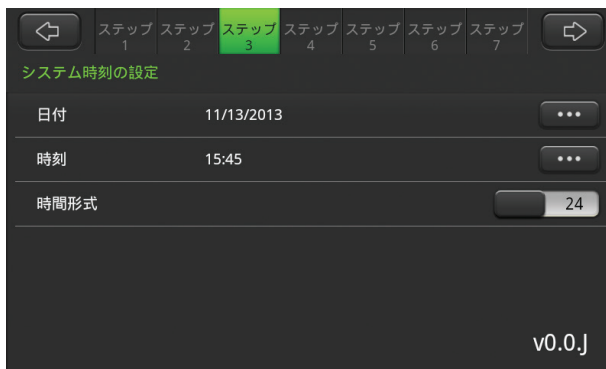 ステップ ステップ ステップ ステップ ステップ ステップ ステップ
1 2 3 4 5 6 7
システム時刻の設定
日付 11/13/2013
時刻 15:45
時間形式 24
v0.0.J